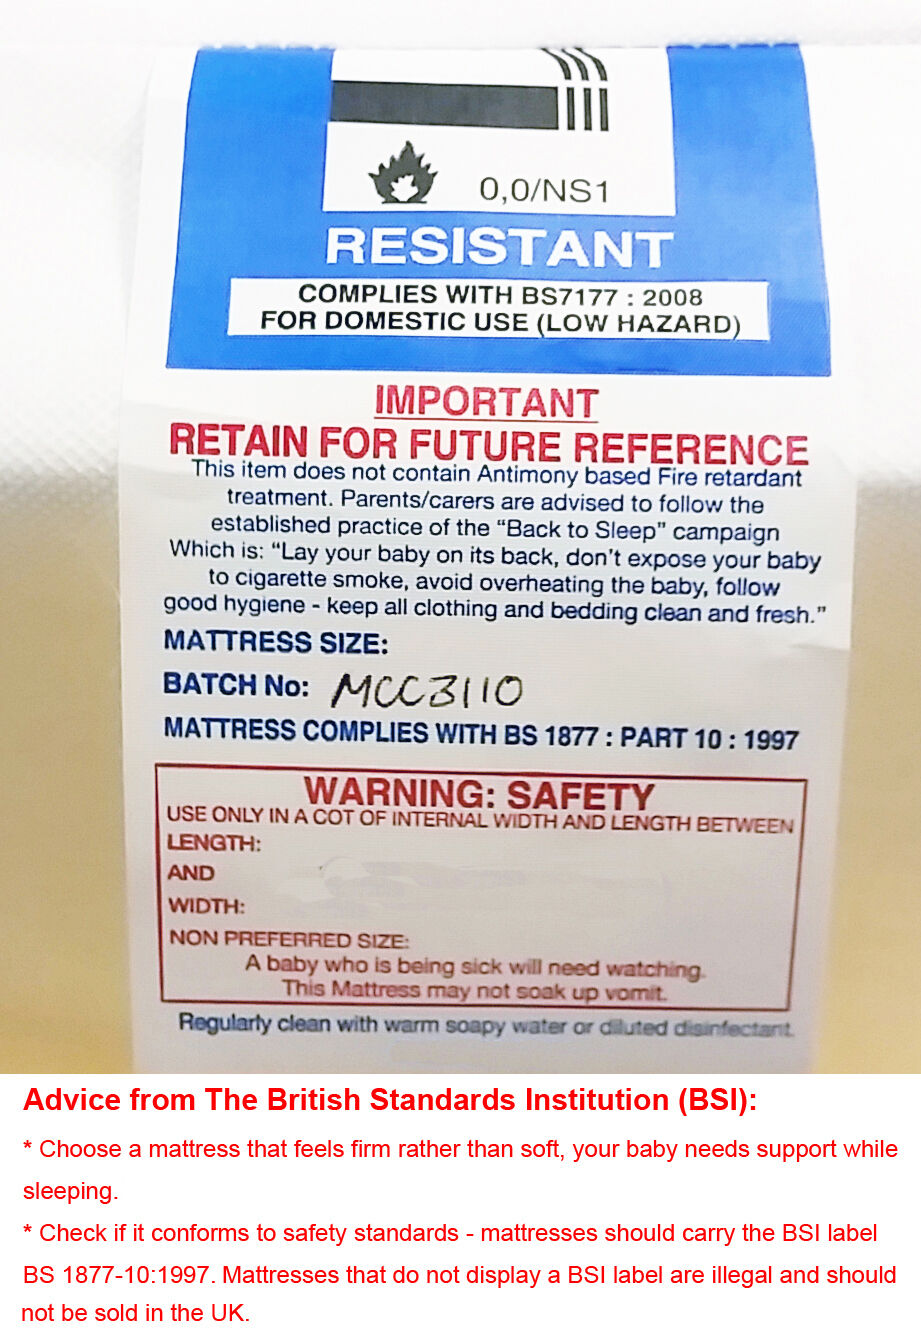 0,0/NS1
RESISTANT
COMPLIES WITH BS7177 : 2008
FOR DOMESTIC USE (LOW HAZARD)
IMPORTANT
RETAIN FOR FUTURE REFERENCE
This item does not contain Antimony based Fire retardant
treatment. Parents/carers are advised to follow the
established practice of the “Back to Sleep” campaign
Which is: “Lay your baby on its back, don't expose your baby
to cigarette smoke, avoid overheating the baby, follow
good hygiene - keep all clothing and bedding clean and fresh.”
MATTRESS SIZE:
BATCH No: MCC3110
MATTRESS COMPLIES WITH BS 1877 : PART 10 : 1997
WARNING: SAFETY
USE ONLY IN A COT OF INTERNAL WIDTH AND LENGTH BETWEEN
LENGTH:
AND
WIDTH:
NON PREFERRED SIZE:
A baby who is being sick will need watching.
This Mattress may not soak up vomit.
Regularly clean with warm soapy water or diluted disinfectant.
Advice from The British Standards Institution (BSI):
* Choose a mattress that feels firm rather than soft, your baby needs support while
sleeping.
* Check if it conforms to safety standards - mattresses should carry the BSI label
BS 1877-10:1997. Mattresses that do not display a BSI label are illegal and should
not be sold in the UK.